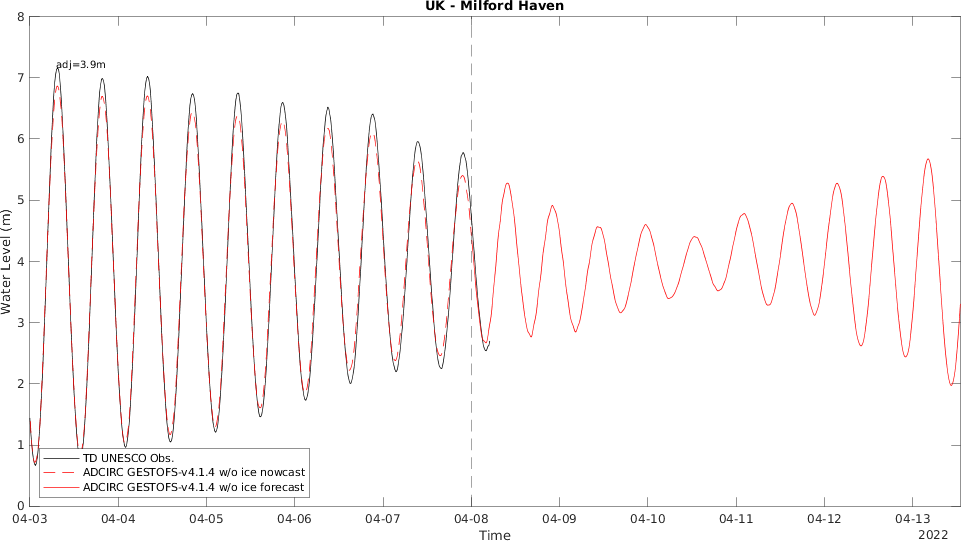 UK - Milford Haven
adj=3.9m
8
7
6
5
4
3
2
1
0
Water Level (m)
TD UNESCO Obs.
ADCIRC GESTOFS-v4.1.4 w/o ice nowcast
ADCIRC GESTOFS-v4.1.4 w/o ice forecast
04-03 04-04 04-05 04-06 04-07 04-08 04-09 04-10 04-11 04-12 04-13
Time
2022